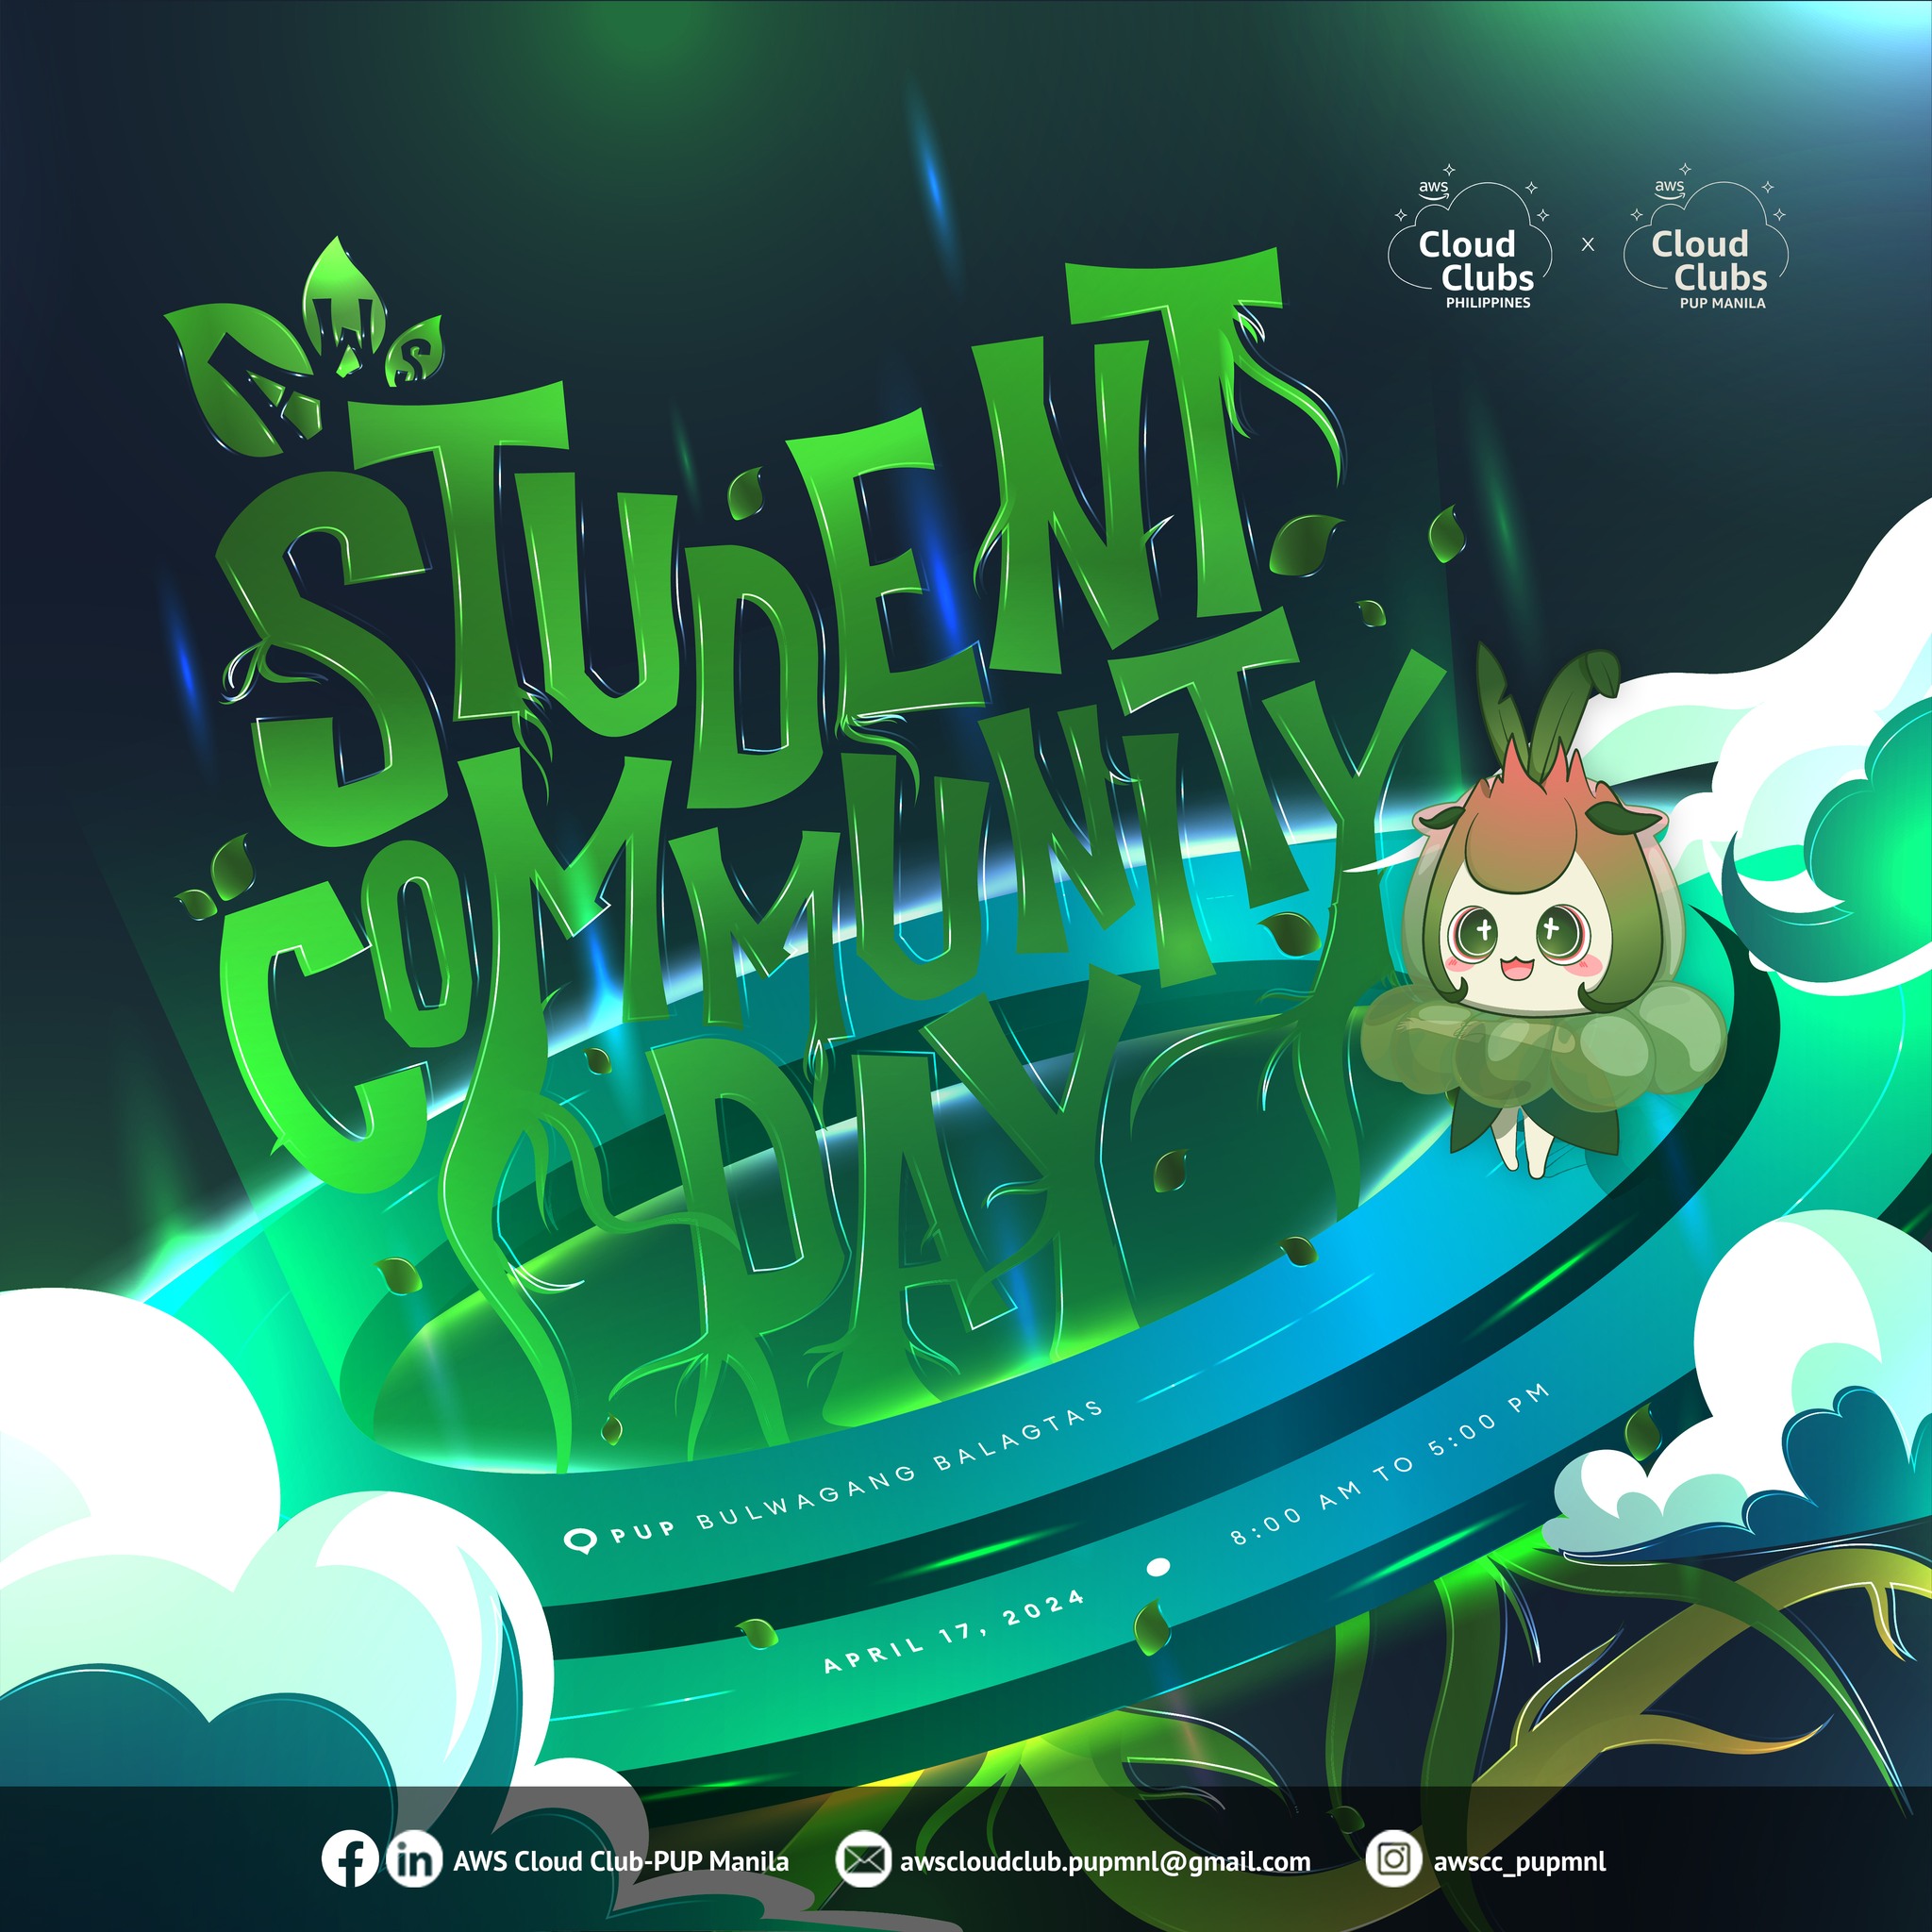 aws
Cloud
Clubs
PHILIPPINES
x
aws
Cloud
Clubs
PUP MANILA
AWS
STUDENT
COMMUNITY
DAY
PUP BULWAGANG BALAGTAS
APRIL 17, 2024 • 8:00 AM TO 5:00 PM
AWS Cloud Club-PUP Manila
awscloudclub.pupmnl@gmail.com
awscc_pupmnl